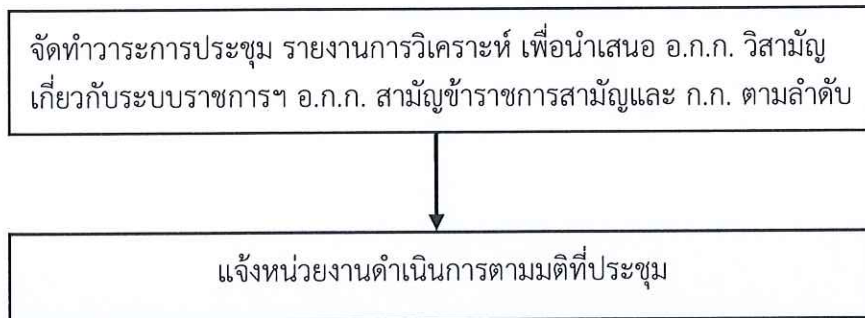 จัดทำวาระการประชุม รายงานการวิเคราะห์ เพื่อนำเสนอ อ.ก.ก. วิสามัญ
เกี่ยวกับระบบราชการฯ อ.ก.ก. สามัญข้าราชการสามัญและ ก.ก. ตามลำดับ
แจ้งหน่วยงานดำเนินการตามมติที่ประชุม